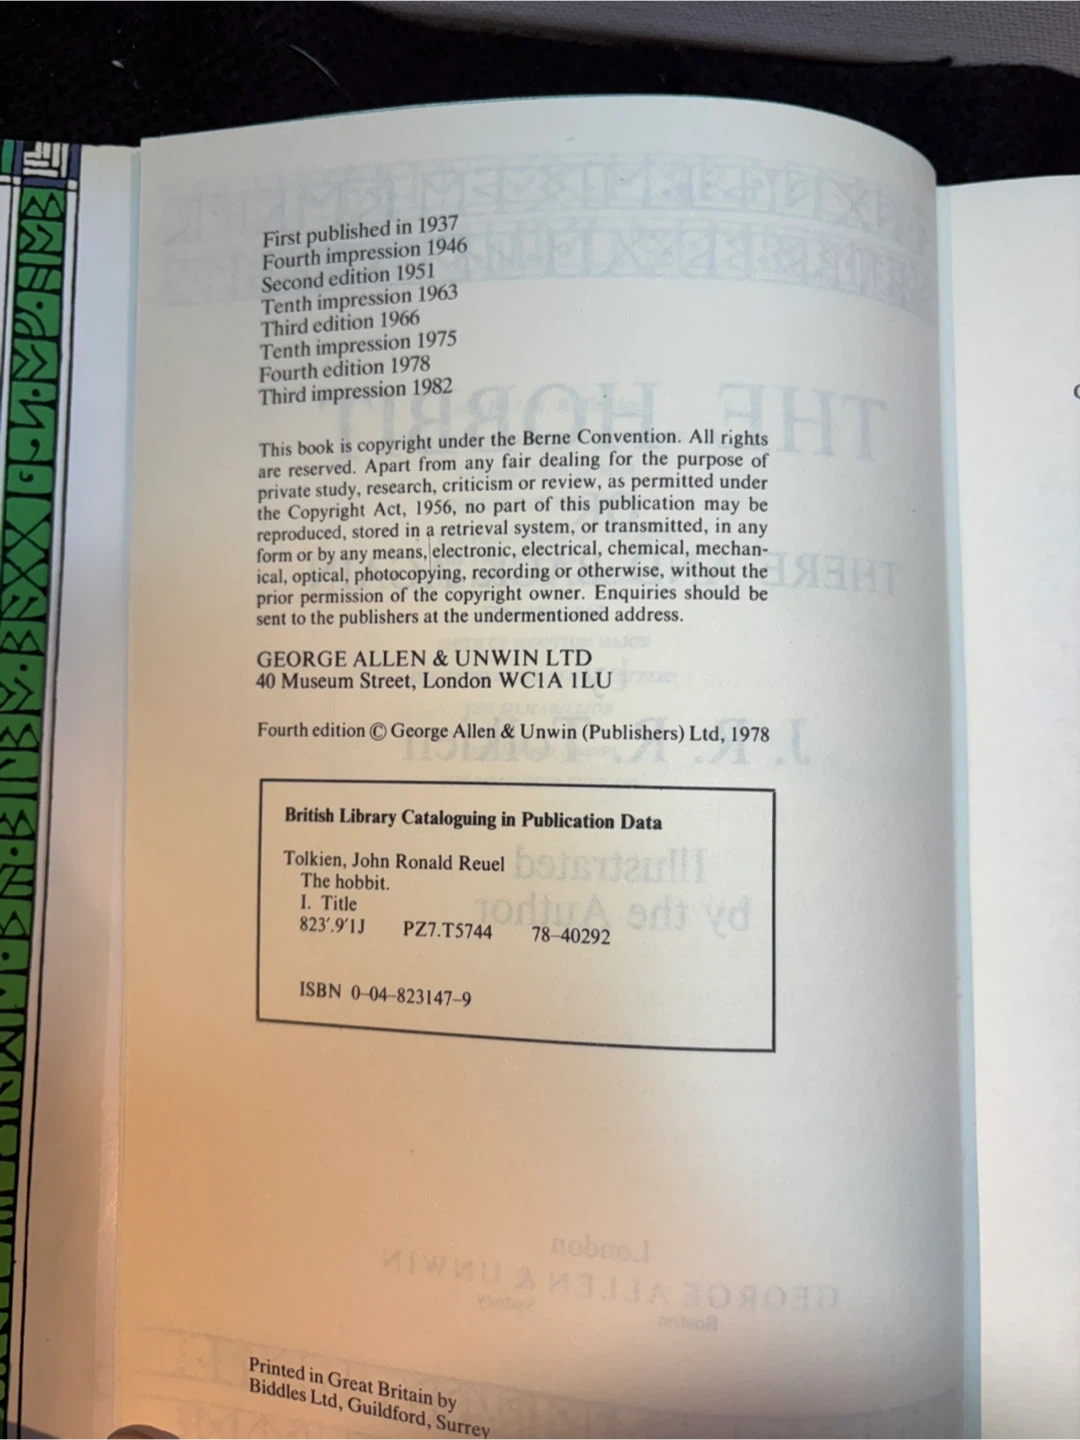 First published in 1937
Fourth impression 1946
Second edition 1951
Tenth impression 1963
Third edition 1966
Tenth impression 1975
Fourth edition 1978
Third impression 1982
This book is copyright under the Berne Convention. All rights
are reserved. Apart from any fair dealing for the purpose of
private study, research, criticism or review, as permitted under
the Copyright Act, 1956, no part of this publication may be
reproduced, stored in a retrieval system, or transmitted, in any
form or by any means, electronic, electrical, chemical, mechan-
ical, optical, photocopying, recording or otherwise, without the
prior permission of the copyright owner. Enquiries should be
sent to the publishers at the undermentioned address.
GEORGE ALLEN & UNWIN LTD
40 Museum Street, London WC1A 1LU
Fourth edition © George Allen & Unwin (Publishers) Ltd, 1978
British Library Cataloguing in Publication Data
Tolkien, John Ronald Reuel
The hobbit.
I. Title
823'.9'1J PZ7.T5744 78–40292
ISBN 0–04–823147–9
Printed in Great Britain by
Biddles Ltd, Guildford, Surrey